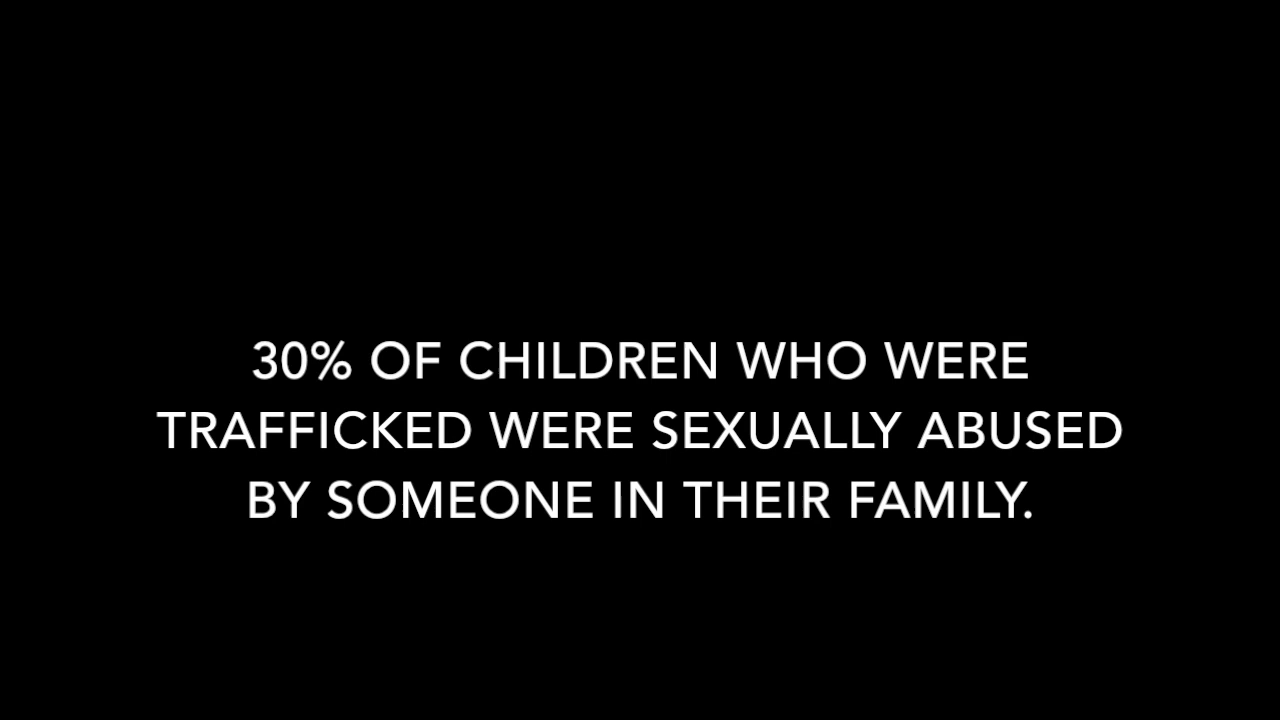 30% OF CHILDREN WHO WERE
TRAFFICKED WERE SEXUALLY ABUSED
BY SOMEONE IN THEIR FAMILY.